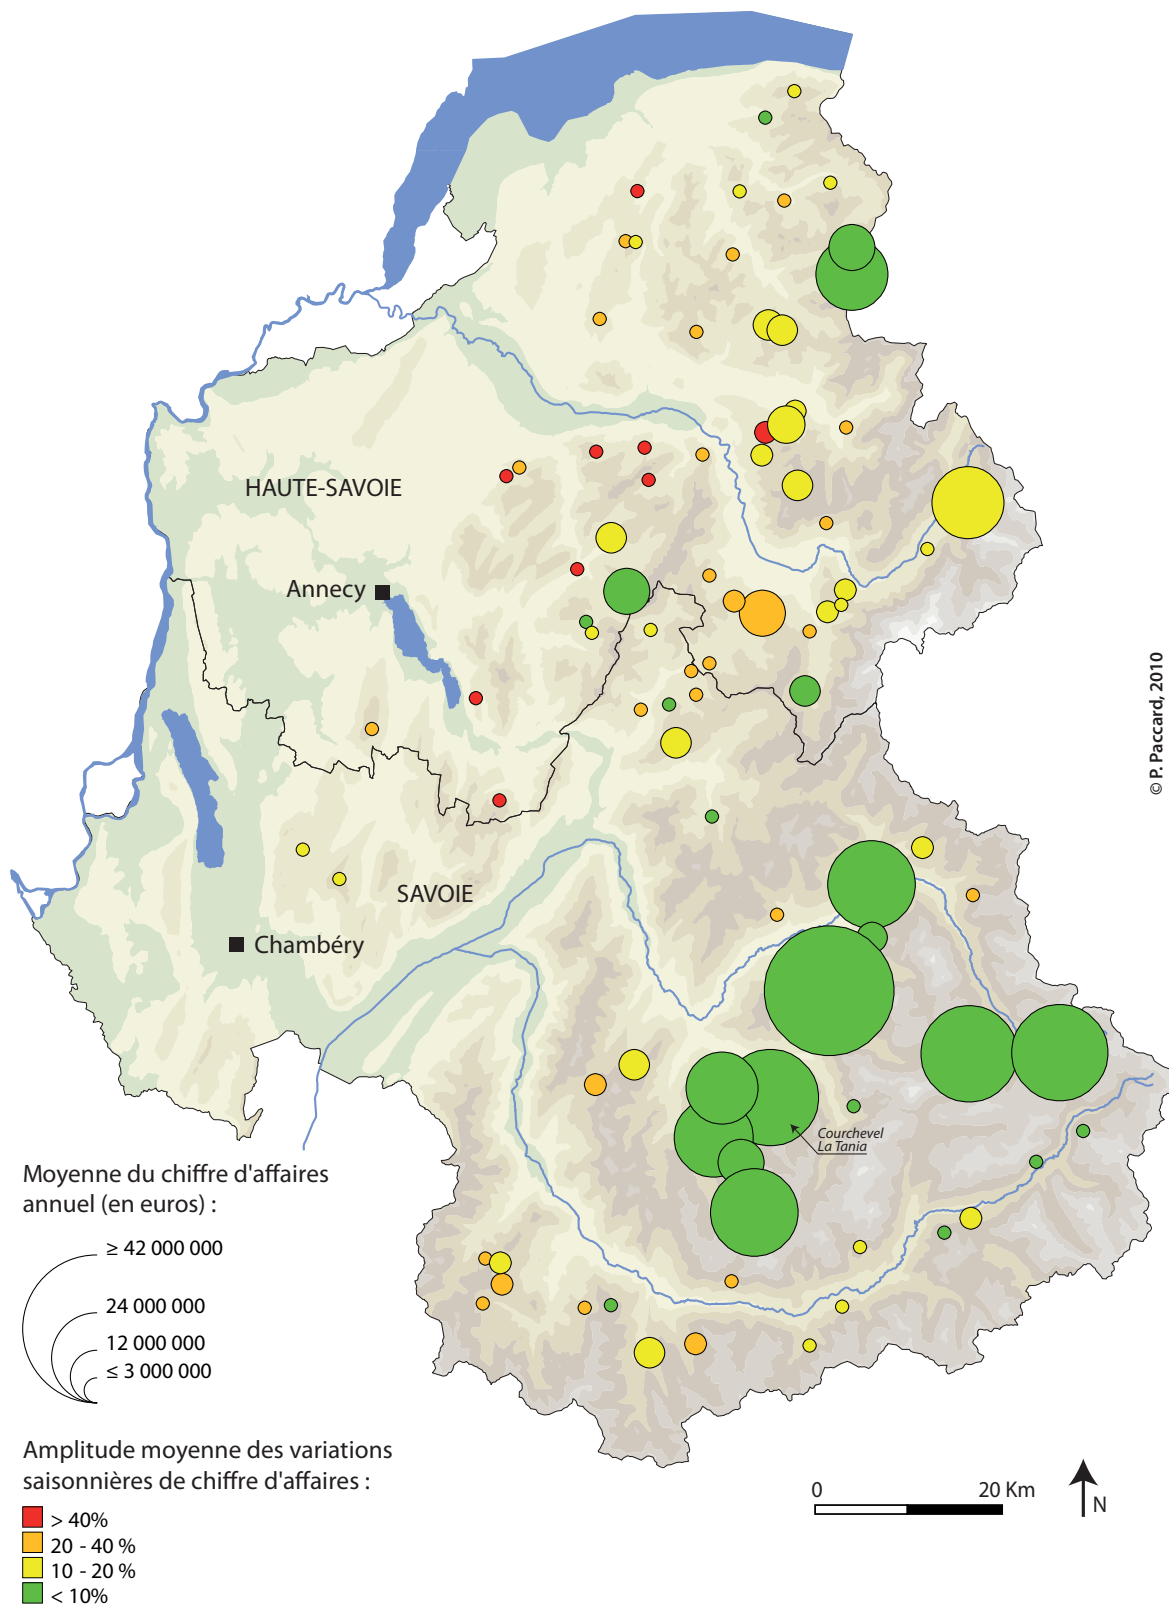 HAUTE-SAVOIE
Annecy
© P. Paccard, 2010
SAVOIE
Chambéry
Courchevel
La Tania
Moyenne du chiffre d'affaires
annuel (en euros) :
≥ 42 000 000
24 000 000
12 000 000
≤ 3 000 000
Amplitude moyenne des variations
saisonnières de chiffre d'affaires :
> 40%
20 - 40 %
10 - 20 %
< 10%
0 20 Km
N